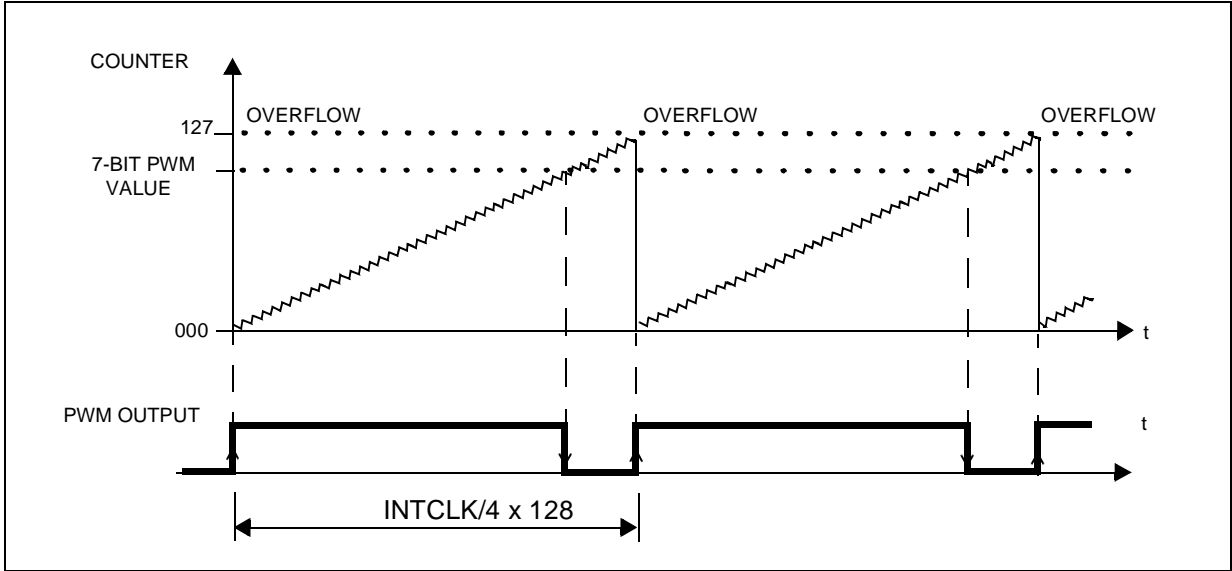 COUNTER
OVERFLOW OVERFLOW OVERFLOW
127
7-BIT PWM
VALUE
000
t
PWM OUTPUT
t
INTCLK/4 x 128